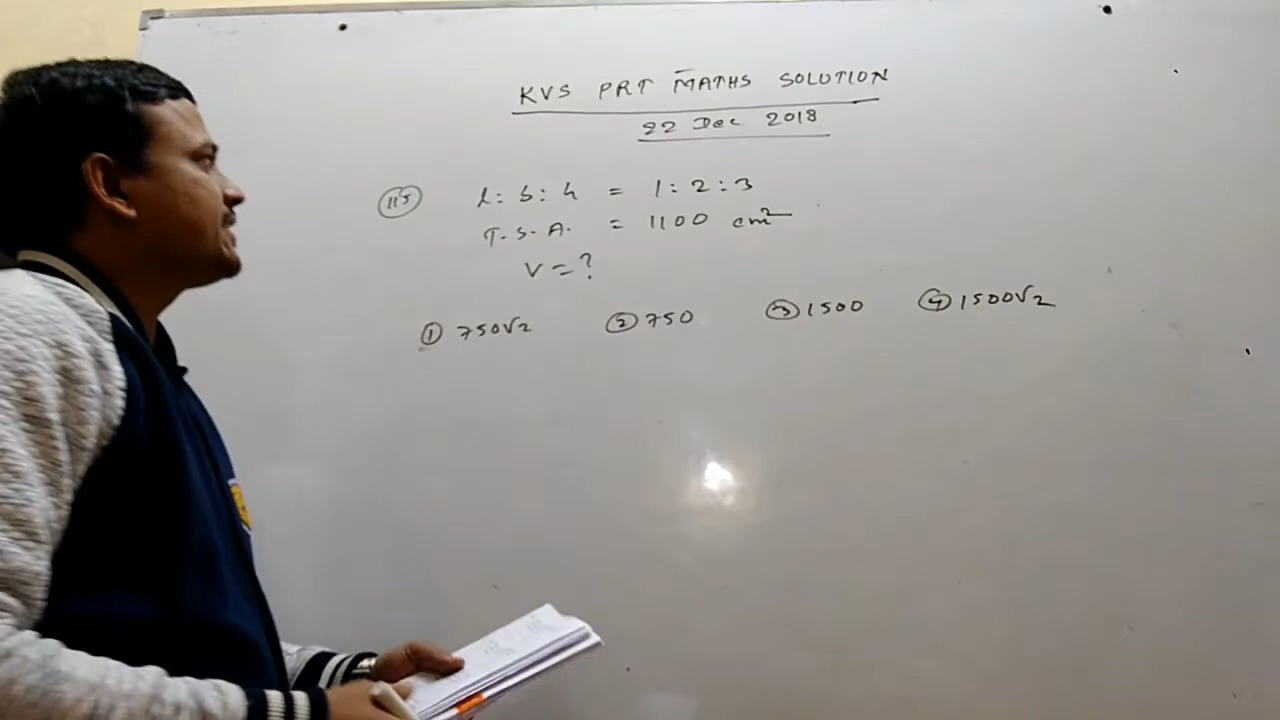 KVS PRT MATHS SOLUTION
22 Dec 2018
115 l : b : h = 1 : 2 : 3
T.S.A. = 1100 cm²
V = ?
① 750√2 ② 750 ③ 1500 ④ 1500√2